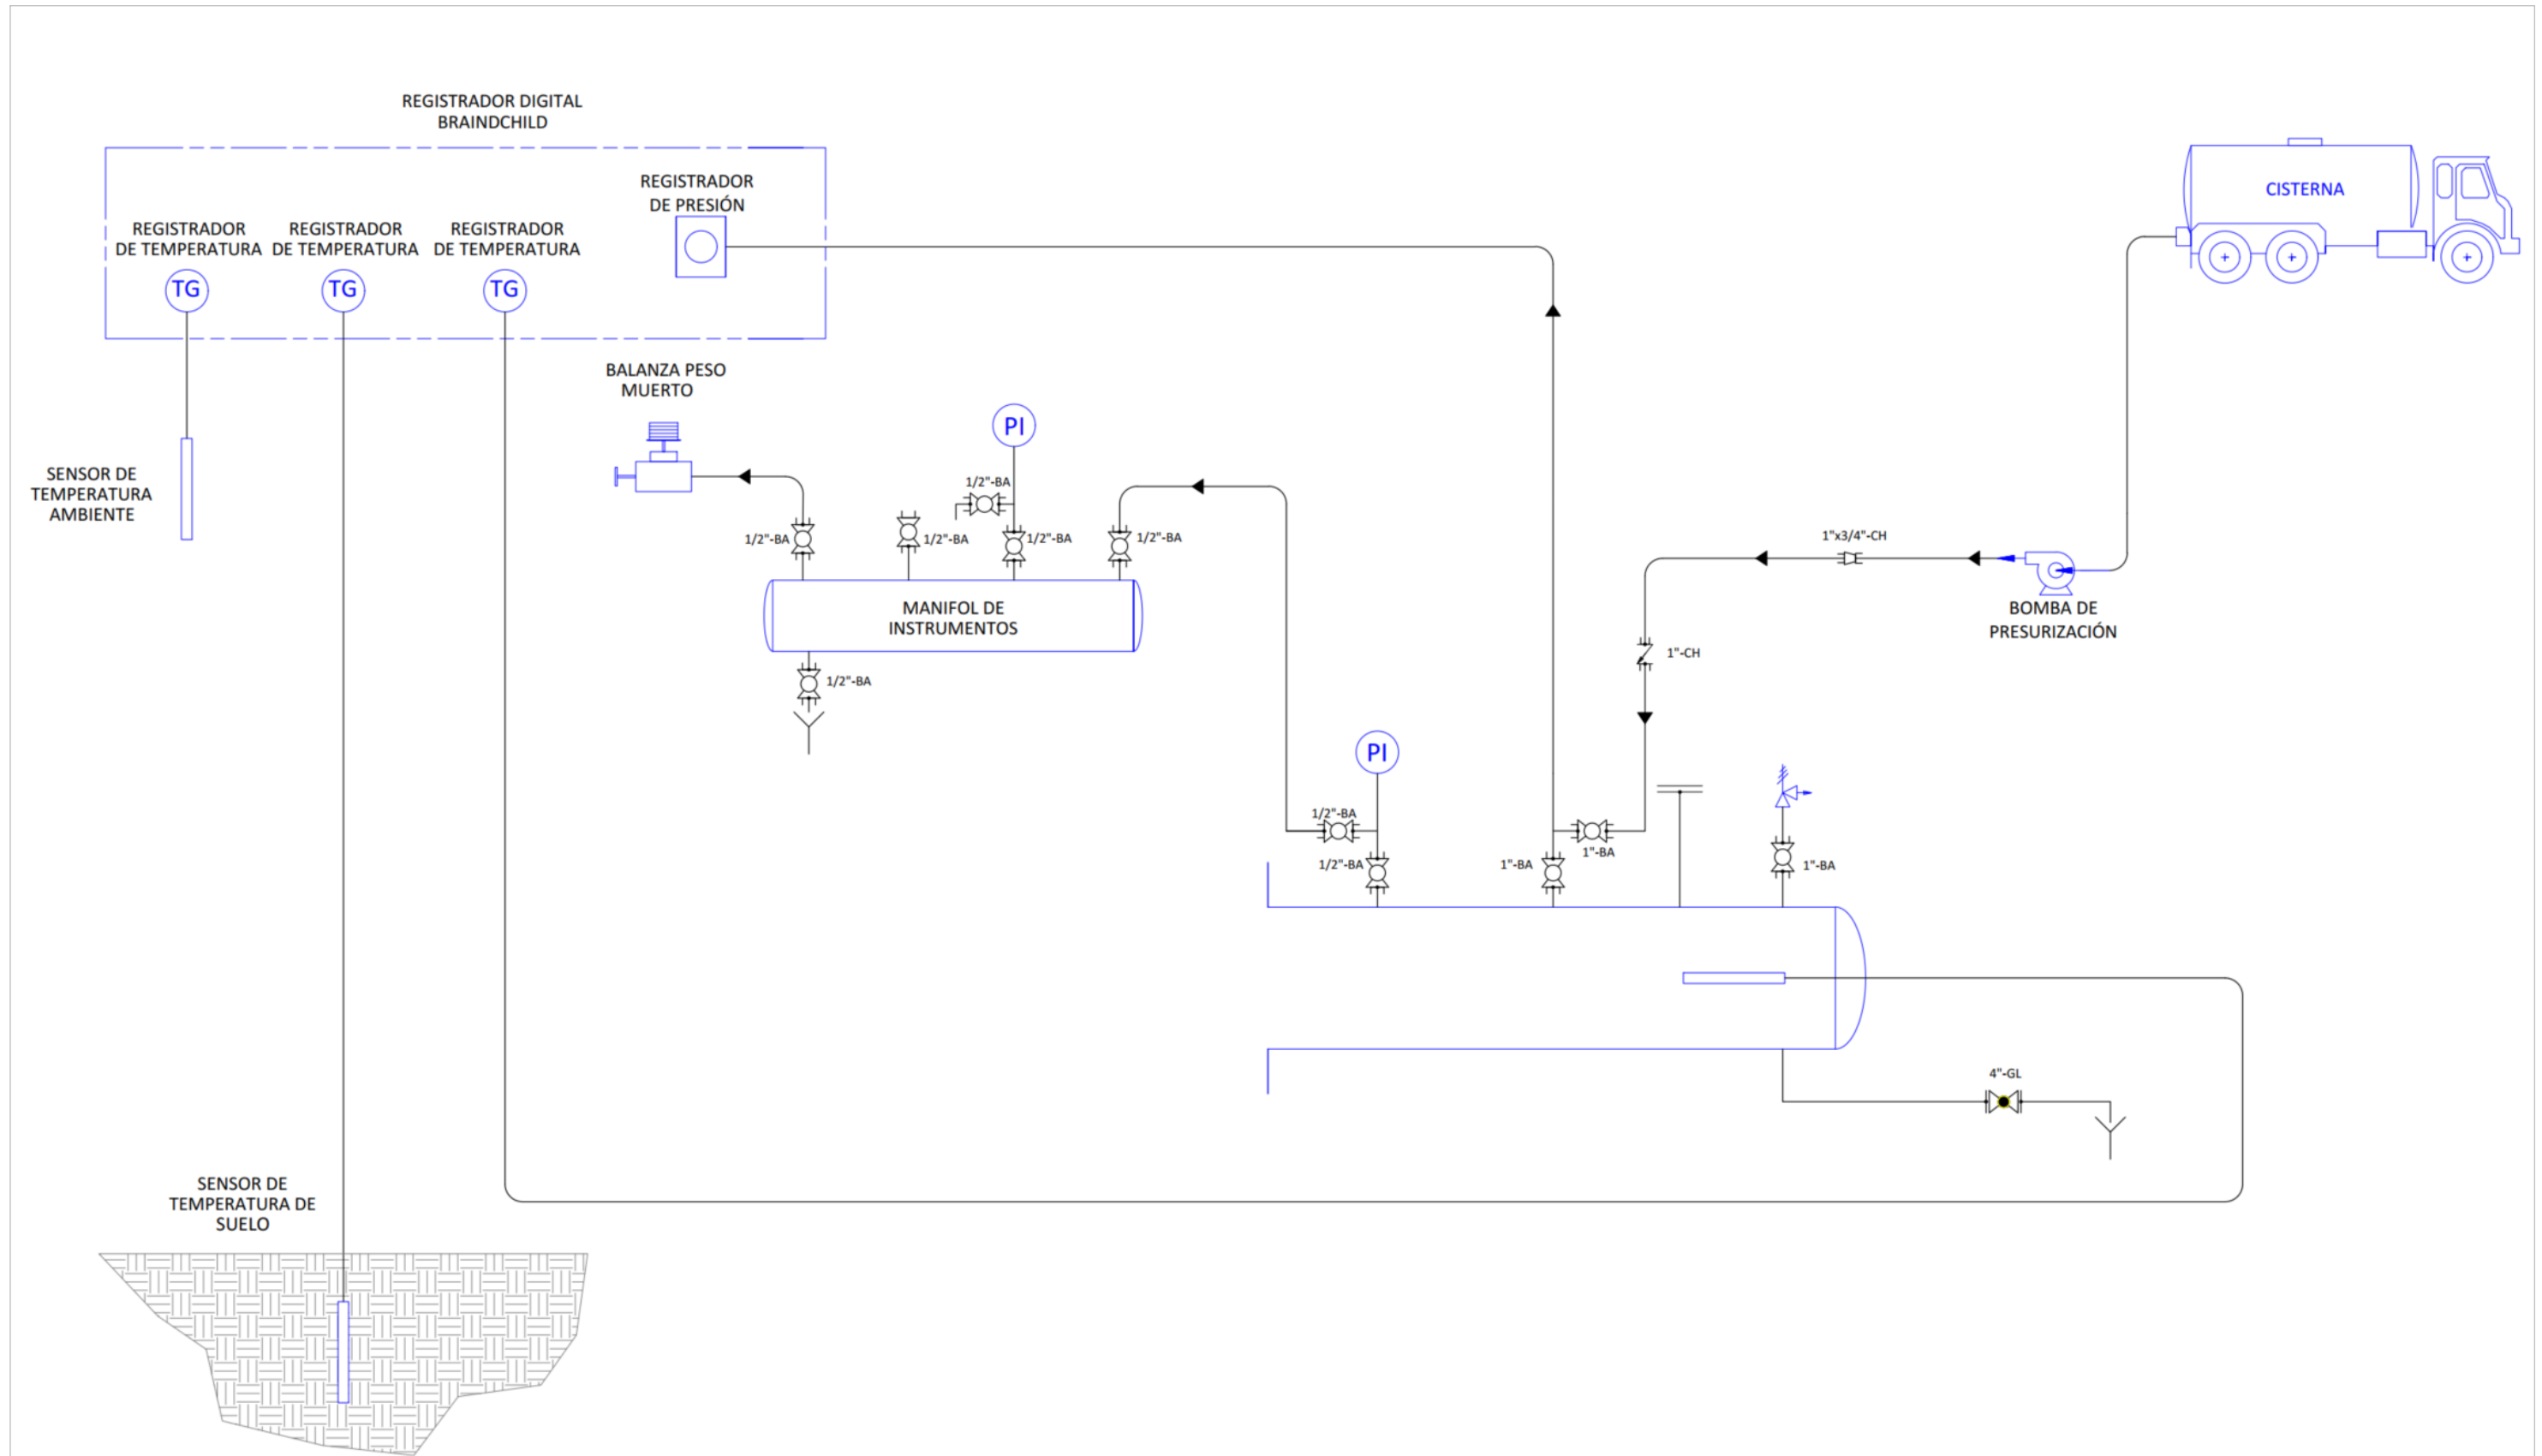 REGISTRADOR DIGITAL
BRAINDCHILD
REGISTRADOR
DE PRESIÓN
REGISTRADOR
DE TEMPERATURA
REGISTRADOR
DE TEMPERATURA
REGISTRADOR
DE TEMPERATURA
TG
TG
TG
CISTERNA
BALANZA PESO
MUERTO
PI
SENSOR DE
TEMPERATURA
AMBIENTE
1/2"-BA
1/2"-BA
1/2"-BA
1/2"-BA
1/2"-BA
1"x3/4"-CH
MANIFOL DE
INSTRUMENTOS
BOMBA DE
PRESURIZACIÓN
1"-CH
1/2"-BA
PI
1/2"-BA
1"-BA
1/2"-BA
1"-BA
1"-BA
4"-GL
SENSOR DE
TEMPERATURA DE
SUELO